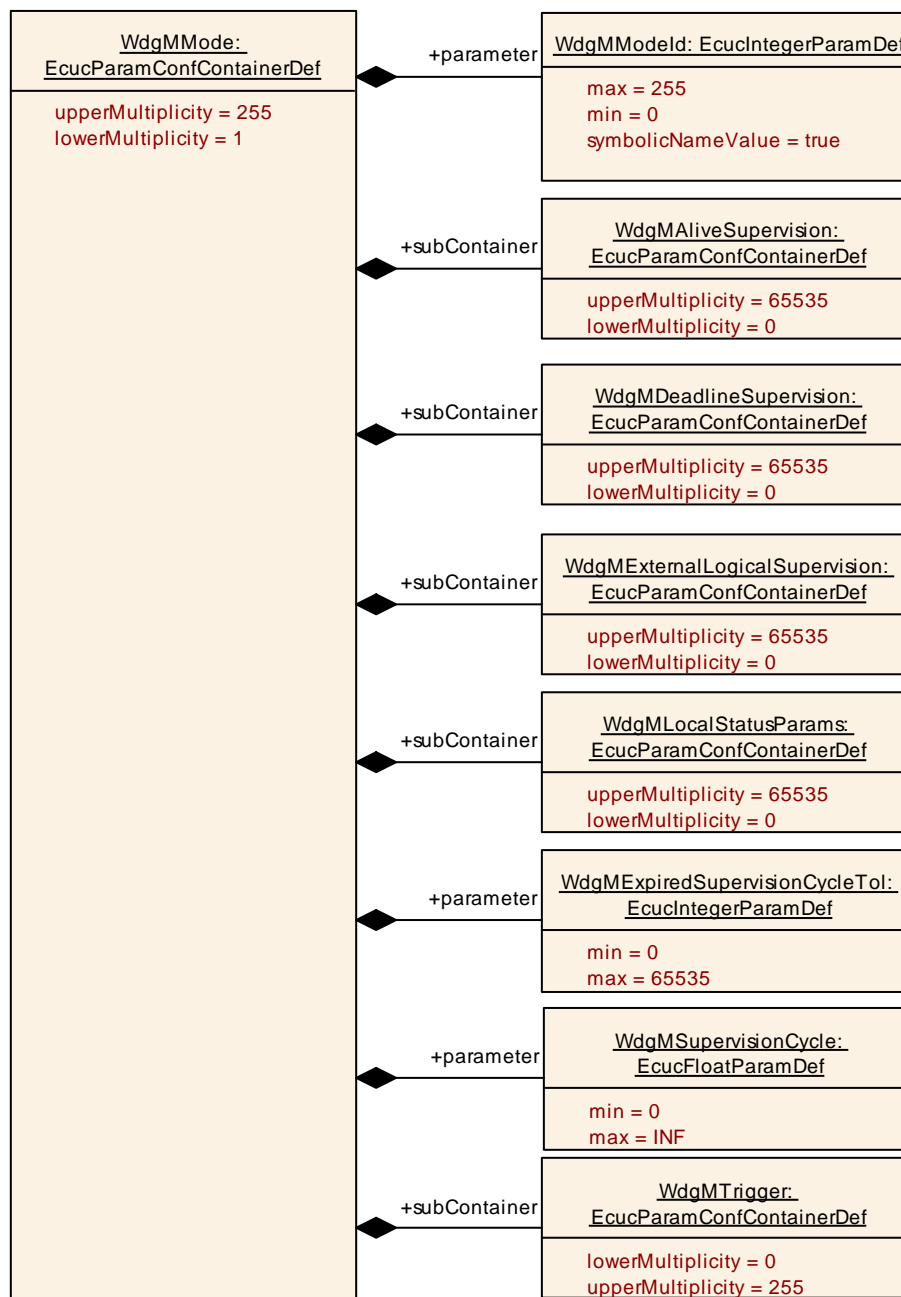 WdgMMode:
EcucParamConfContainerDef
upperMultiplicity = 255
lowerMultiplicity = 1
+parameter
WdgMModeId: EcucIntegerParamDef
max = 255
min = 0
symbolicNameValue = true
+subContainer
WdgMAliveSupervision:
EcucParamConfContainerDef
upperMultiplicity = 65535
lowerMultiplicity = 0
+subContainer
WdgMDeadlineSupervision:
EcucParamConfContainerDef
upperMultiplicity = 65535
lowerMultiplicity = 0
+subContainer
WdgMExternalLogicalSupervision:
EcucParamConfContainerDef
upperMultiplicity = 65535
lowerMultiplicity = 0
+subContainer
WdgMLocalStatusParams:
EcucParamConfContainerDef
upperMultiplicity = 65535
lowerMultiplicity = 0
+parameter
WdgMExpiredSupervisionCycleTol:
EcucIntegerParamDef
min = 0
max = 65535
+parameter
WdgMSupervisionCycle:
EcucFloatParamDef
min = 0
max = INF
+subContainer
WdgMTrigger:
EcucParamConfContainerDef
lowerMultiplicity = 0
upperMultiplicity = 255